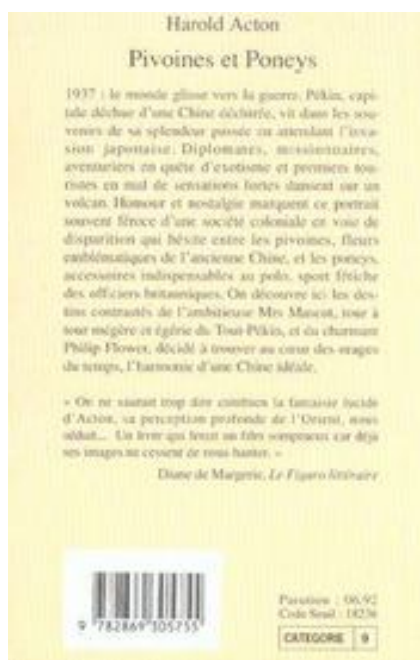 Harold Acton
Pivoines et Poneys
1937 : le monde glisse vers la guerre. Pékin, capi-
tale déchue d'une Chine déchirée, vit dans les sou-
venirs de sa splendeur passée en attendant l'inva-
sion japonaise. Diplomates, missionnaires,
aventuriers en quête d'exotisme et premiers tou-
ristes en mal de sensations fortes dansent sur un
volcan. Humour et nostalgie marquent ce portrait
souvent féroce d'une société coloniale en voie de
disparition qui hésite entre les pivoines, fleurs
emblématiques de l'ancienne Chine, et les poneys,
accessoires indispensables au polo, sport fétiche
des officiers britanniques. On découvre ici les des-
tins contrastés de l'ambitieuse Mrs Mascot, tour à
tour mégère et égérie du Tout-Pékin, et du charmant
Philip Flower, décidé à trouver au cœur des orages
du temps, l'harmonie d'une Chine idéale.
« On ne saurait trop dire combien la fantaisie lucide
d'Acton, sa perception profonde de l'Orient, nous
séduit... Un livre qui ferait un film somptueux car déjà
ses images ne cessent de nous hanter. »
Diane de Margerie, Le Figaro littéraire
9 782869 305755
Parution : 06/92
Code Seuil : 18236
CATEGORIE 9